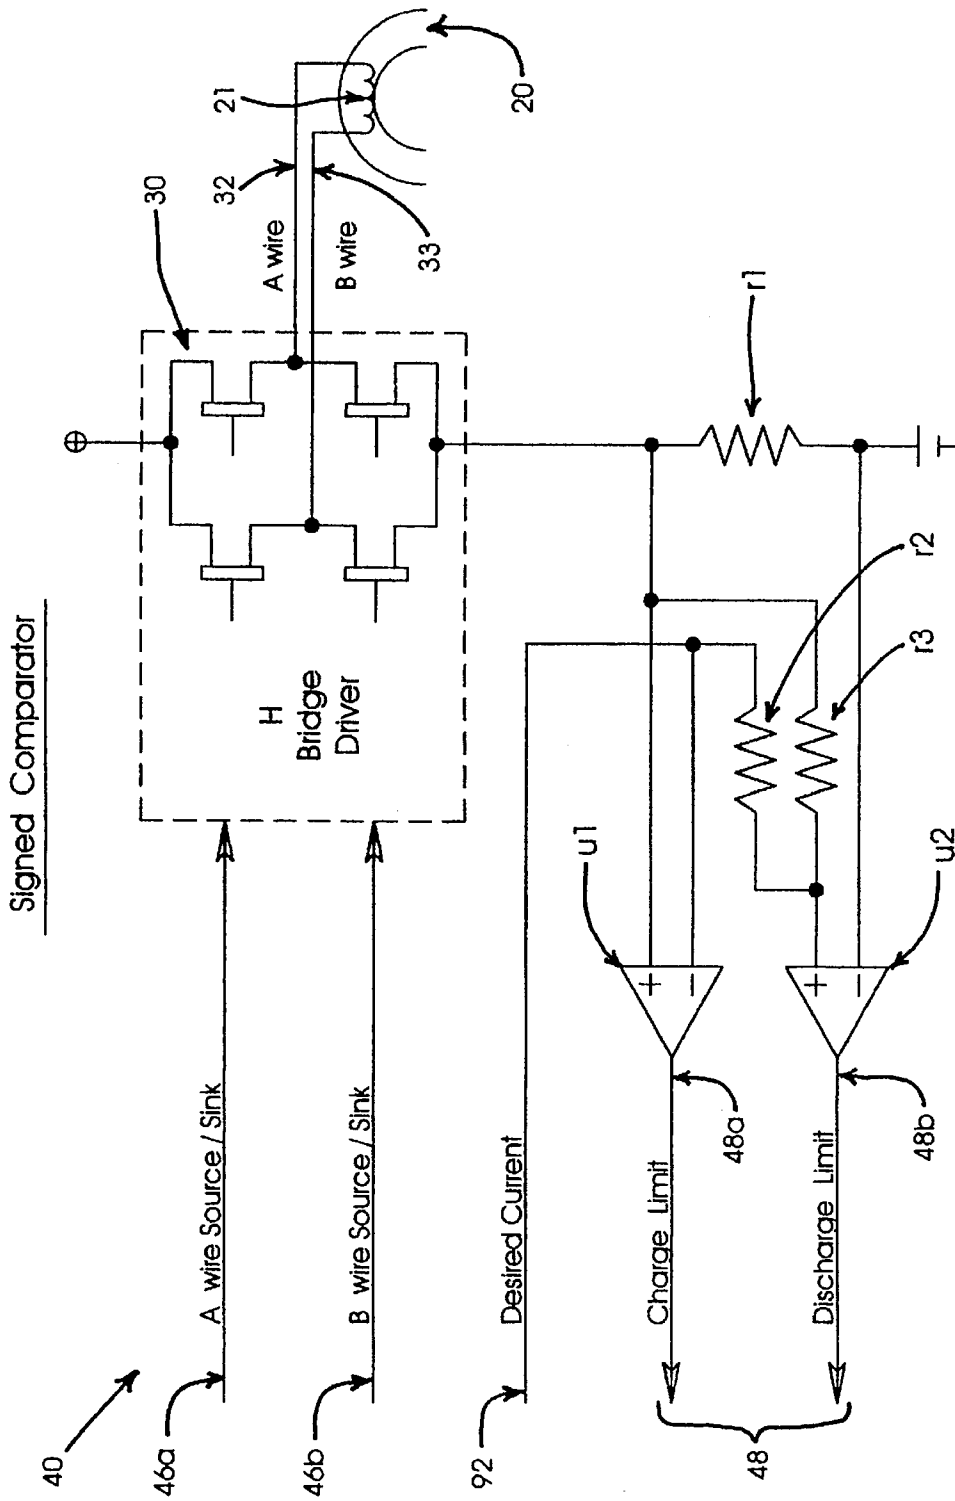 Signed Comparator
40
46a
A wire Source / Sink
46b
B wire Source / Sink
H
Bridge
Driver
30
A wire
B wire
32
33
21
20
92
Desired Current
48
Charge Limit
48a
Discharge Limit
48b
u1
+
−
u2
+
−
r1
r2
r3